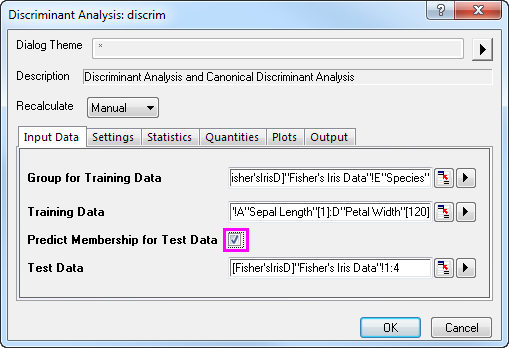 Discriminant Analysis: discrim
Dialog Theme *
Description Discriminant Analysis and Canonical Discriminant Analysis
Recalculate Manual
Input Data Settings Statistics Quantities Plots Output
Group for Training Data isher'sIrisD]"Fisher's Iris Data"!E"Species"
Training Data "!A"Sepal Length"[1]:D"Petal Width"[120]
Predict Membership for Test Data
Test Data [Fisher'sIrisD]"Fisher's Iris Data"!1:4
OK Cancel